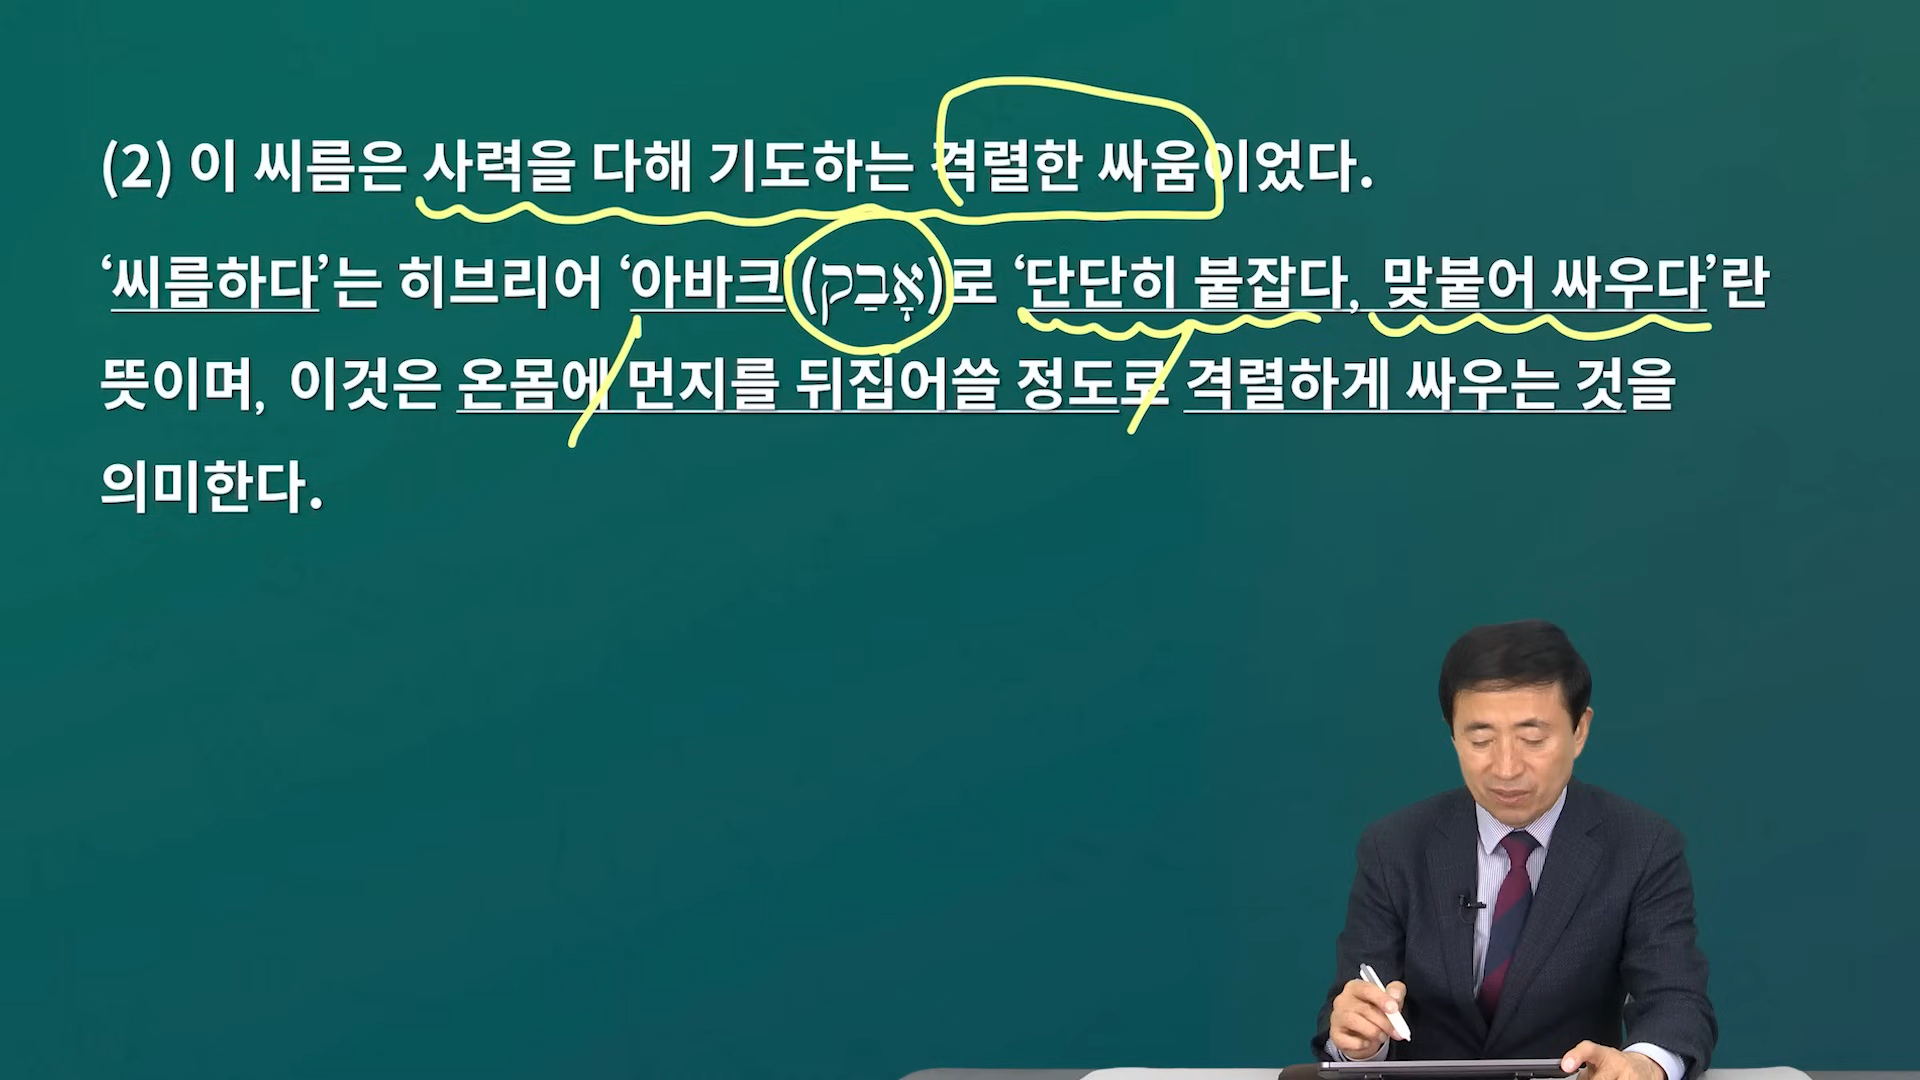 (2) 이 씨름은 사력을 다해 기도하는 격렬한 싸움이었다.
‘씨름하다’는 히브리어 ‘아바크(אָבַק)로 ‘단단히 붙잡다, 맞붙어 싸우다’란
뜻이며, 이것은 온몸에 먼지를 뒤집어쓸 정도로 격렬하게 싸우는 것을
의미한다.